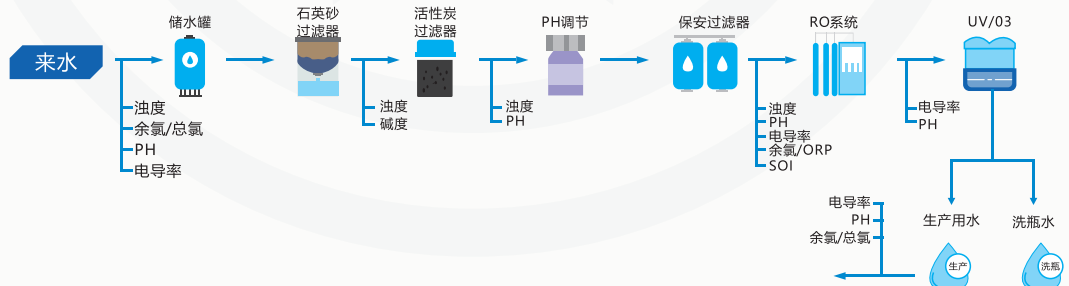 来水
储水罐
石英砂
过滤器
活性炭
过滤器
PH调节
保安过滤器
RO系统
UV/03
浊度
余氯/总氯
PH
电导率
浊度
碱度
浊度
PH
浊度
PH
电导率
余氯/ORP
SOI
电导率
PH
电导率
PH
余氯/总氯
生产用水
洗瓶水
生产
洗瓶